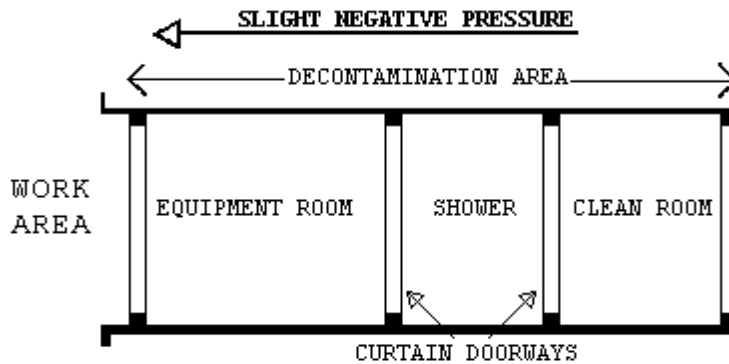 SLIGHT NEGATIVE PRESSURE
DECONTAMINATION AREA
WORK
AREA
EQUIPMENT ROOM
SHOWER
CLEAN ROOM
CURTAIN DOORWAYS